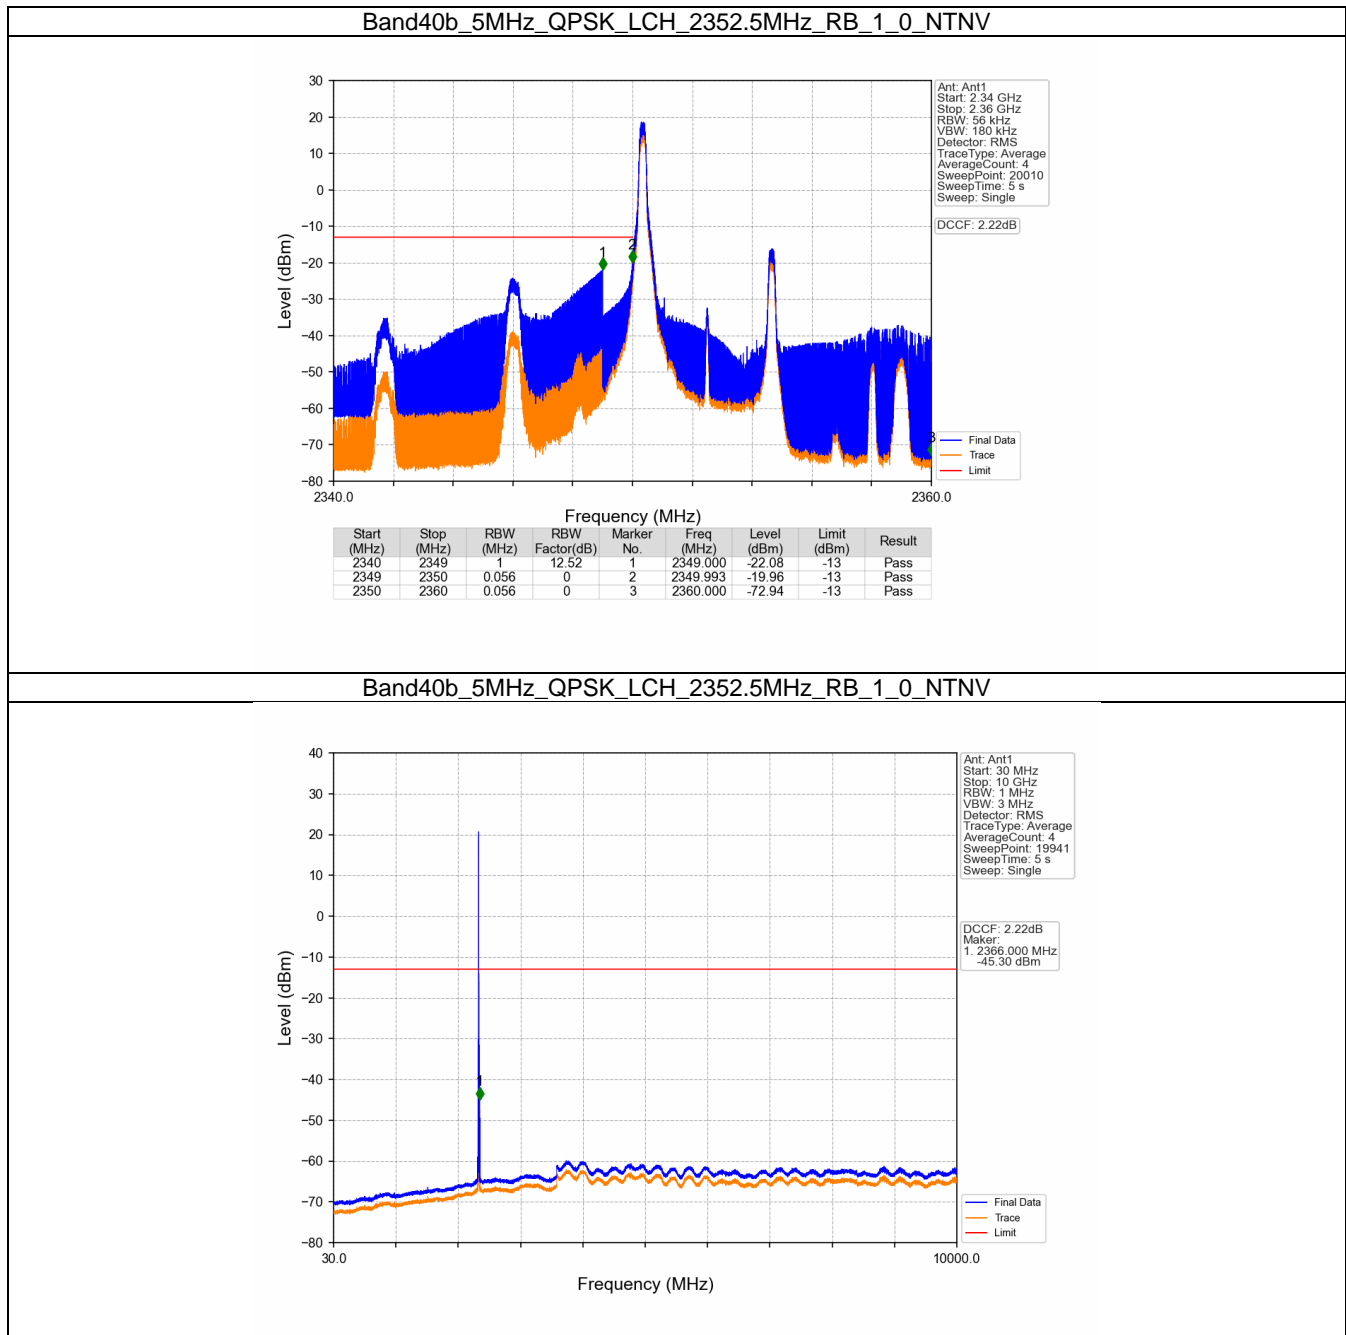 Band40b_5MHz_QPSK_LCH_2352.5MHz_RB_1_0_NTNV
30
20
10
0
−10
−20
−30
−40
−50
−60
−70
−80
Level (dBm)
1
2
3
2340.0
2360.0
Frequency (MHz)
Ant: Ant1
Start: 2.34 GHz
Stop: 2.36 GHz
RBW: 56 kHz
VBW: 180 kHz
Detector: RMS
TraceType: Average
AverageCount: 4
SweepPoint: 20010
SweepTime: 5 s
Sweep: Single
DCCF: 2.22dB
Final Data
Trace
Limit
Start (MHz) Stop (MHz) RBW (MHz) RBW Factor(dB) Marker No. Freq (MHz) Level (dBm) Limit (dBm) Result
2340 2349 1 12.52 1 2349.000 -22.08 -13 Pass
2349 2350 0.056 0 2 2349.993 -19.96 -13 Pass
2350 2360 0.056 0 3 2360.000 -72.94 -13 Pass
Band40b_5MHz_QPSK_LCH_2352.5MHz_RB_1_0_NTNV
40
30
20
10
0
−10
−20
−30
−40
−50
−60
−70
−80
Level (dBm)
1
30.0
10000.0
Frequency (MHz)
Ant: Ant1
Start: 30 MHz
Stop: 10 GHz
RBW: 1 MHz
VBW: 3 MHz
Detector: RMS
TraceType: Average
AverageCount: 4
SweepPoint: 19941
SweepTime: 5 s
Sweep: Single
DCCF: 2.22dB
Maker:
1. 2366.000 MHz
-45.30 dBm
Final Data
Trace
Limit